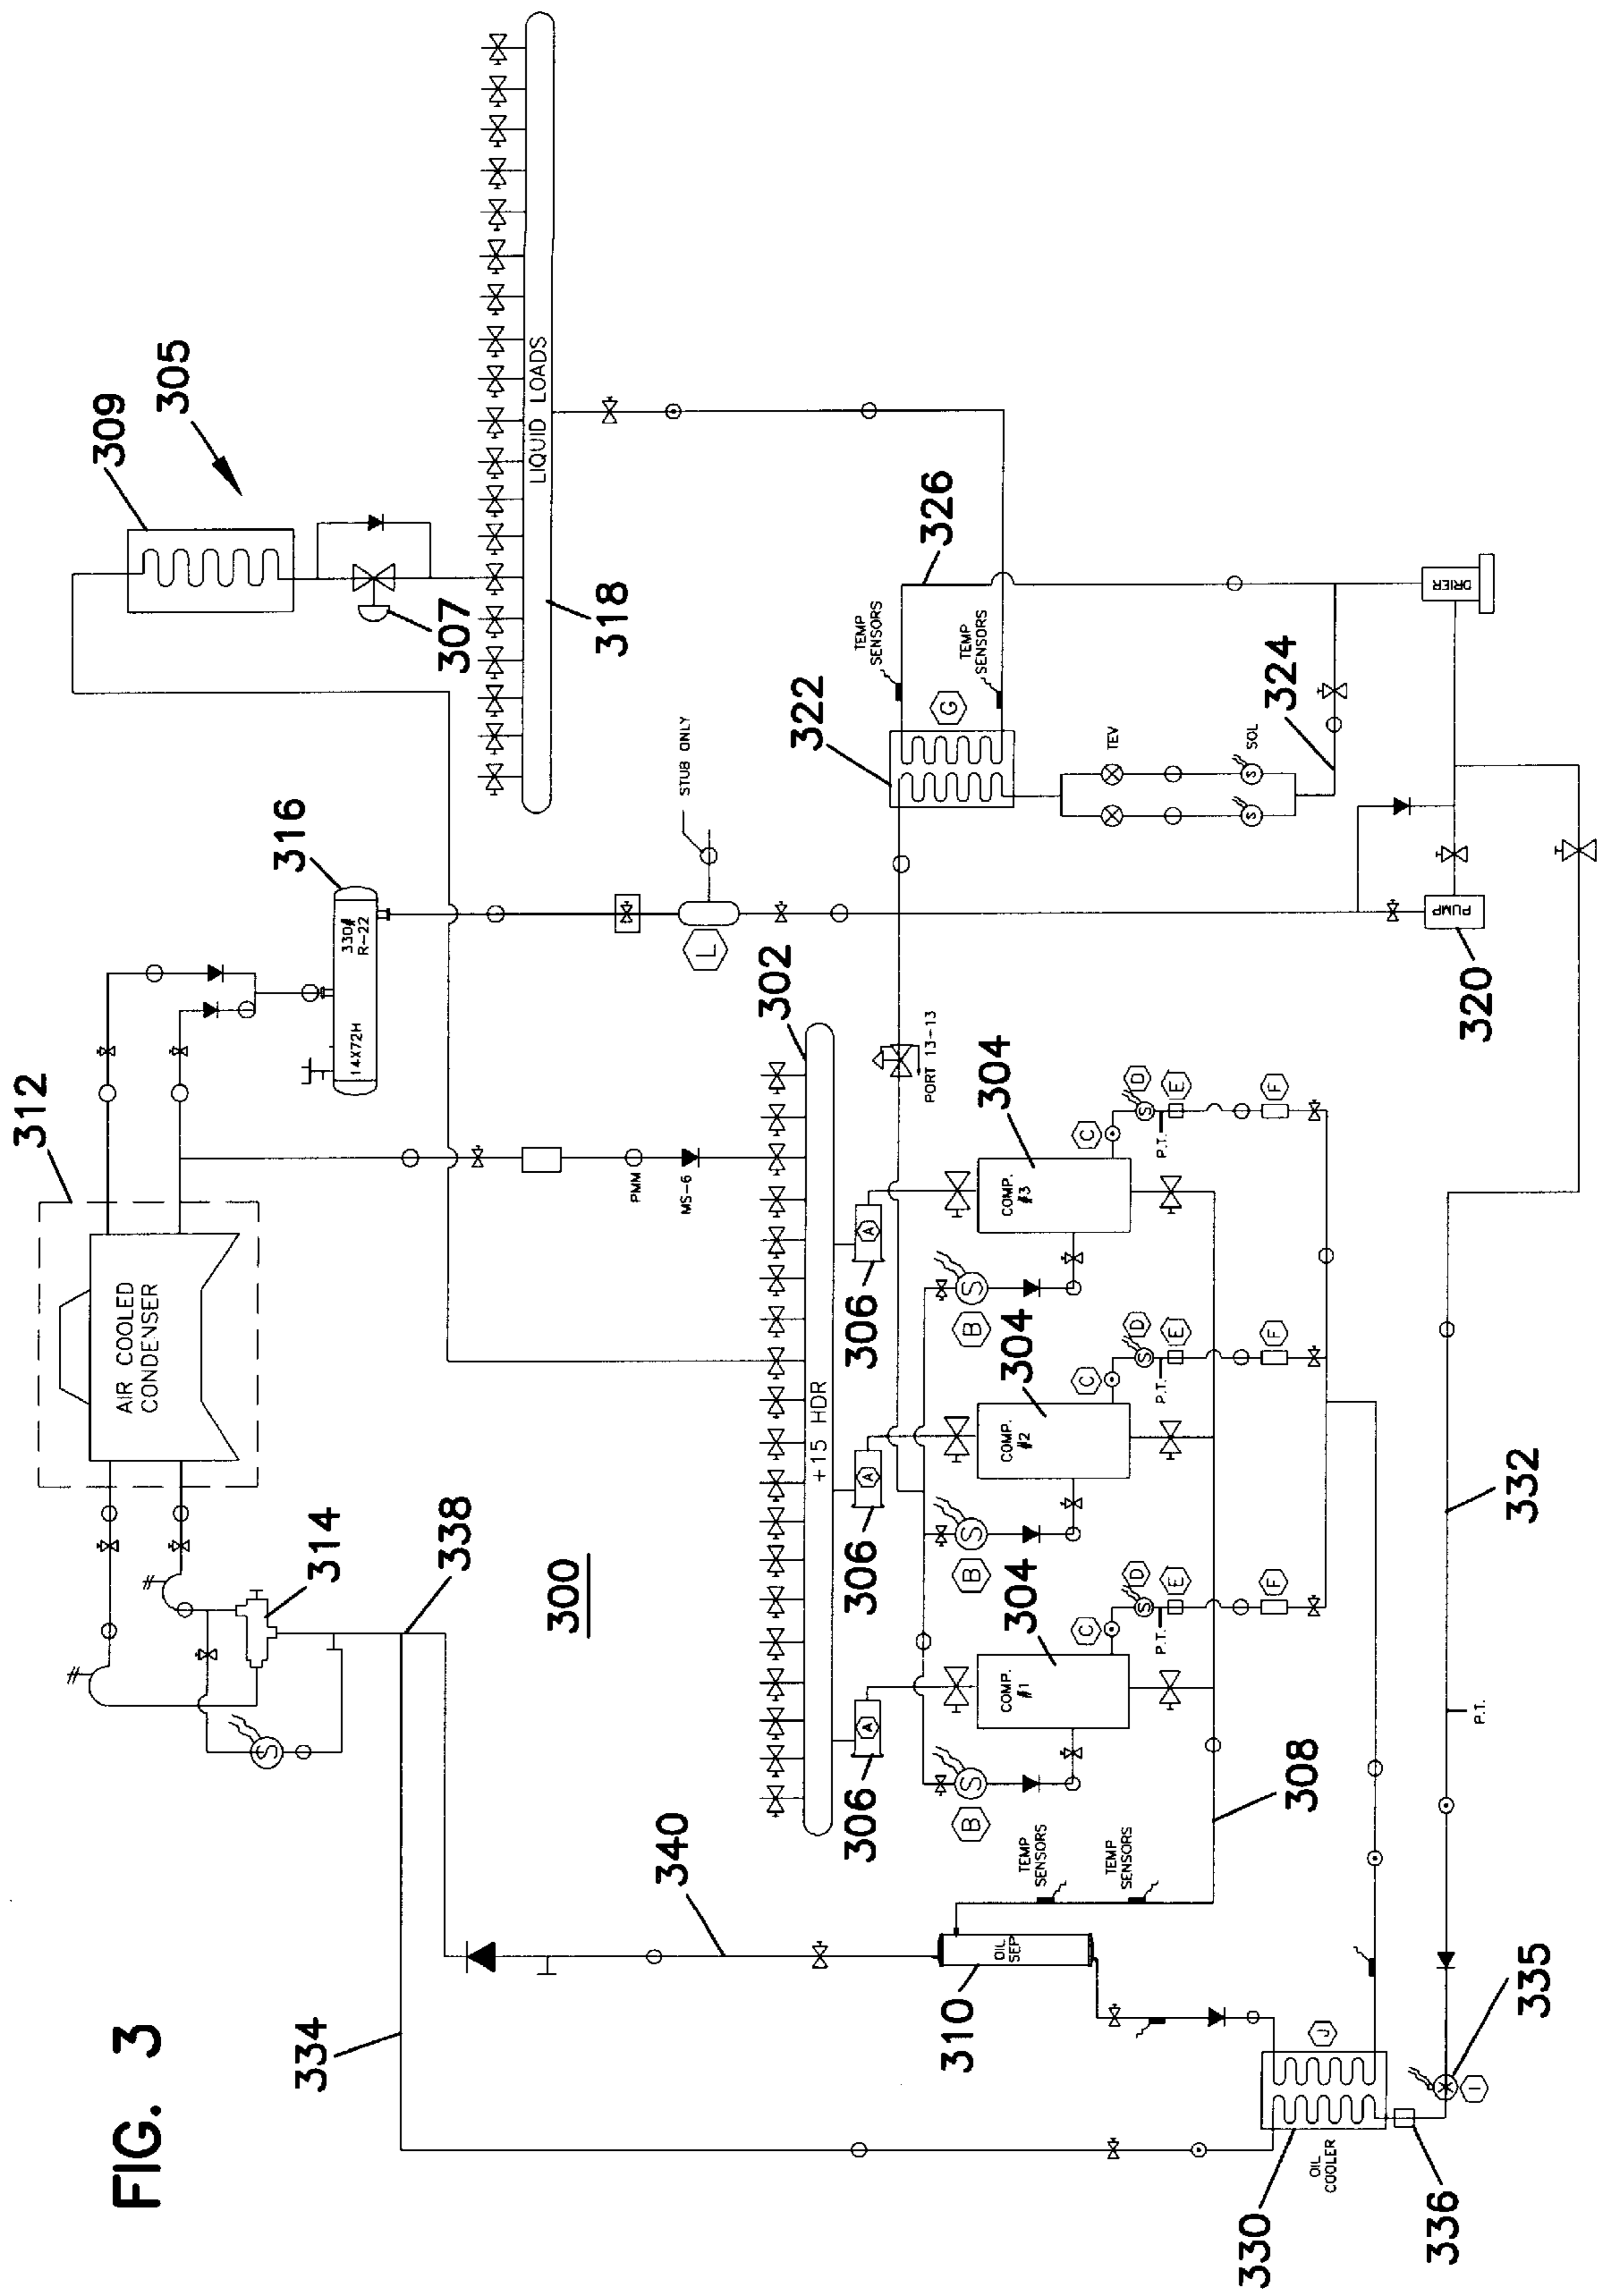 FIG. 3
300
312
AIR COOLED
CONDENSER
314
338
334
340
316
14X72H
330#
R-22
309
305
307
LIQUID LOADS
318
STUB ONLY
L
PMM
MS-6
302
+15 HDR
A
306
A
306
A
306
PORT 13-13
322
G
TEMP
SENSORS
TEMP
SENSORS
326
TEV
SOL
S
S
324
DRIER
PUMP
320
COMP.
#1
304
COMP.
#2
304
COMP.
#3
304
B
S
B
S
B
S
C
D
S
E
F
P.T.
C
D
S
E
F
P.T.
C
D
S
E
F
P.T.
S
308
TEMP
SENSORS
TEMP
SENSORS
OIL
SEP
310
J
OIL
COOLER
330
336
I
335
P.T.
332